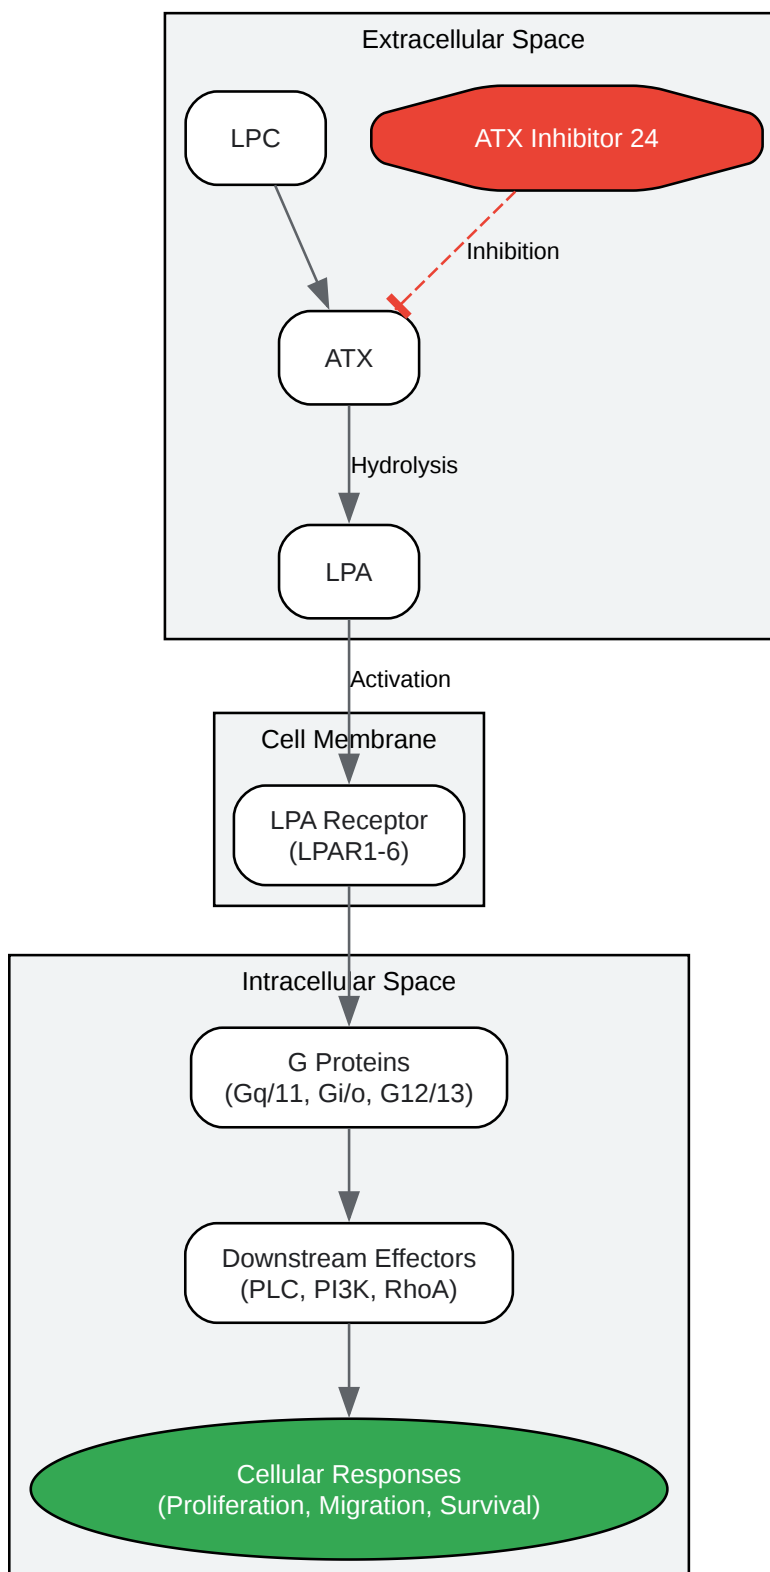 Extracellular Space
LPC
ATX Inhibitor 24
Inhibition
ATX
Hydrolysis
LPA
Activation
Cell Membrane
LPA Receptor
(LPAR1-6)
Intracellular Space
G Proteins
(Gq/11, Gi/o, G12/13)
Downstream Effectors
(PLC, PI3K, RhoA)
Cellular Responses
(Proliferation, Migration, Survival)